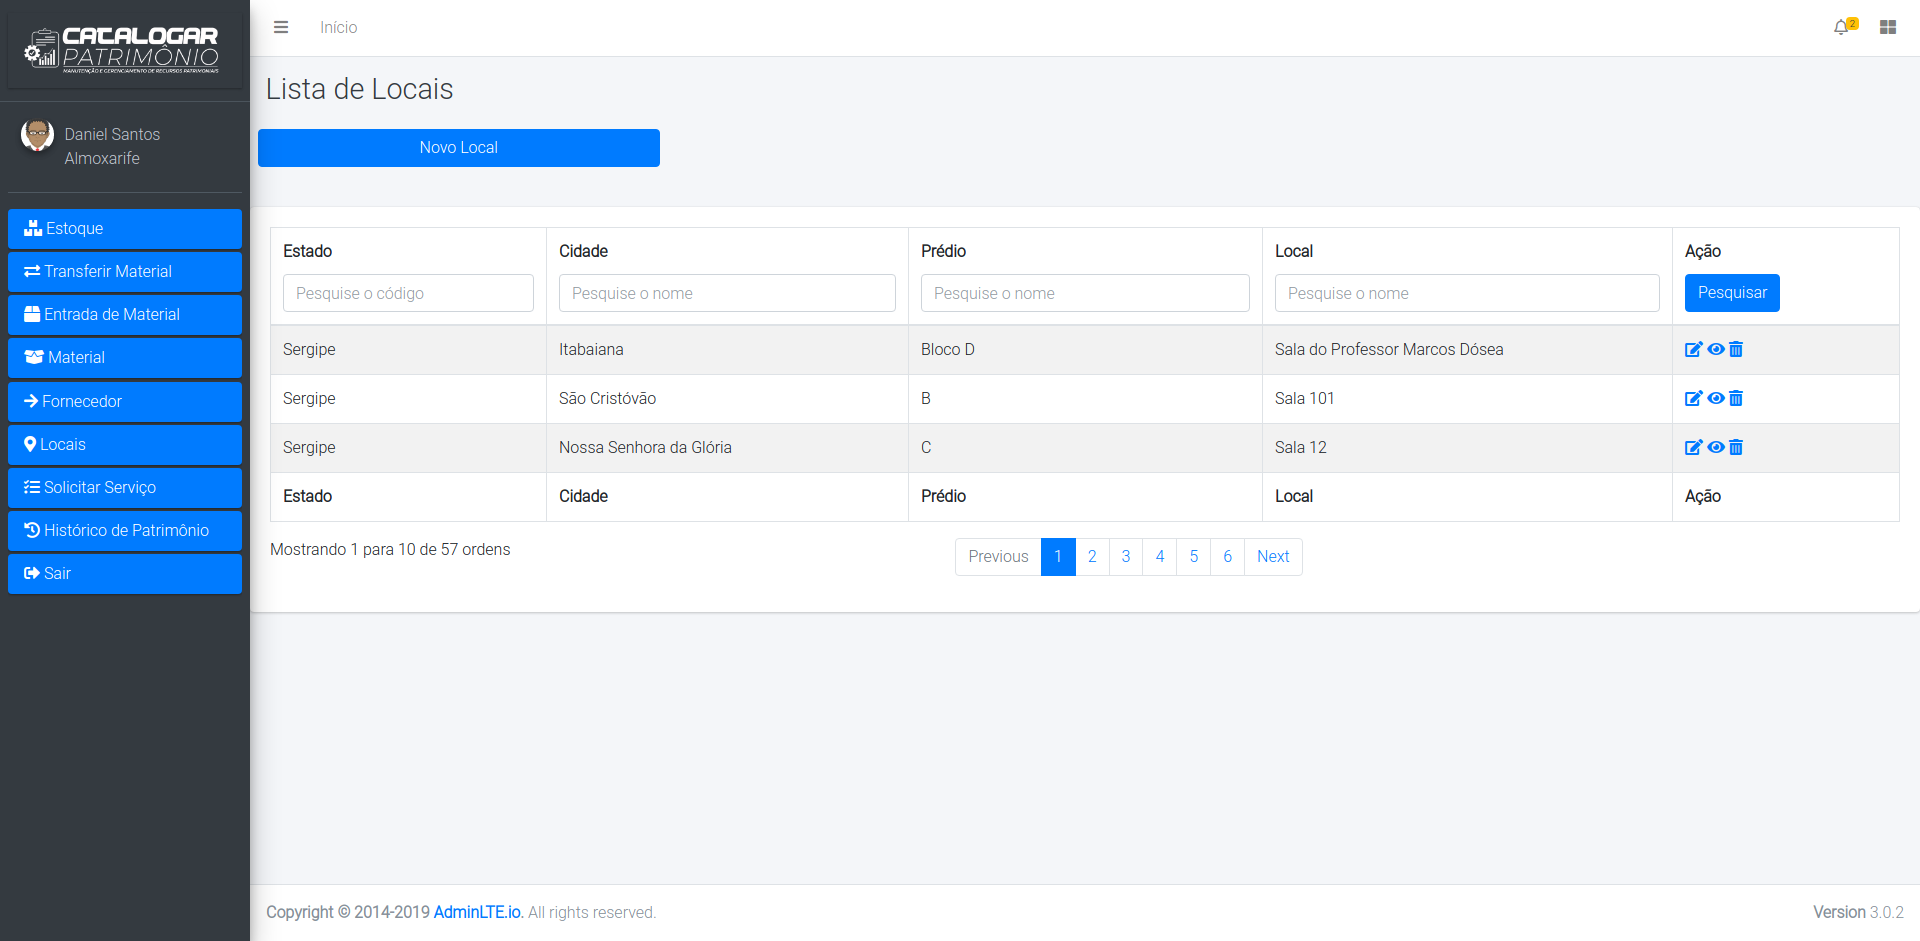 CATALOGAR
PATRIMÔNIO
MANUTENÇÃO E GERENCIAMENTO DE RECURSOS PATRIMONIAIS
Daniel Santos
Almoxarife
Estoque
Transferir Material
Entrada de Material
Material
Fornecedor
Locais
Solicitar Serviço
Histórico de Patrimônio
Sair
Início
2
Lista de Locais
Novo Local
Estado Cidade Prédio Local Ação
Pesquise o código Pesquise o nome Pesquise o nome Pesquise o nome Pesquisar
Sergipe Itabaiana Bloco D Sala do Professor Marcos Dósea
Sergipe São Cristóvão B Sala 101
Sergipe Nossa Senhora da Glória C Sala 12
Estado Cidade Prédio Local Ação
Mostrando 1 para 10 de 57 ordens
Previous 1 2 3 4 5 6 Next
Copyright © 2014-2019 AdminLTE.io. All rights reserved.
Version 3.0.2